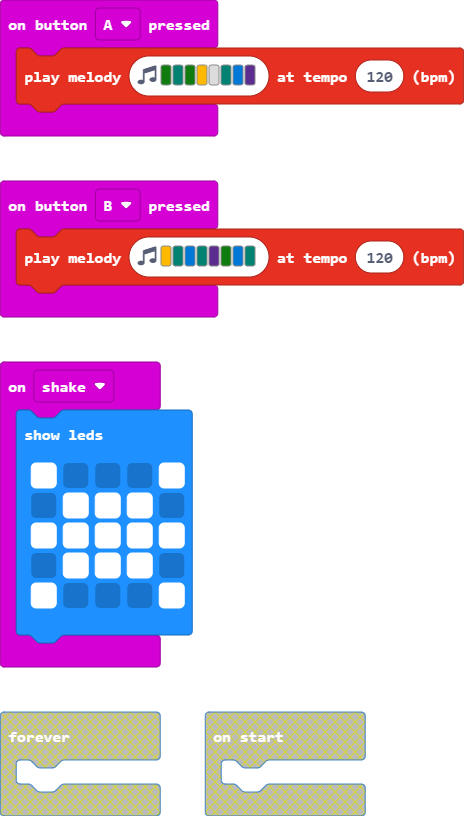 on button A pressed
play melody at tempo 120 (bpm)
on button B pressed
play melody at tempo 120 (bpm)
on shake
show leds
forever
on start